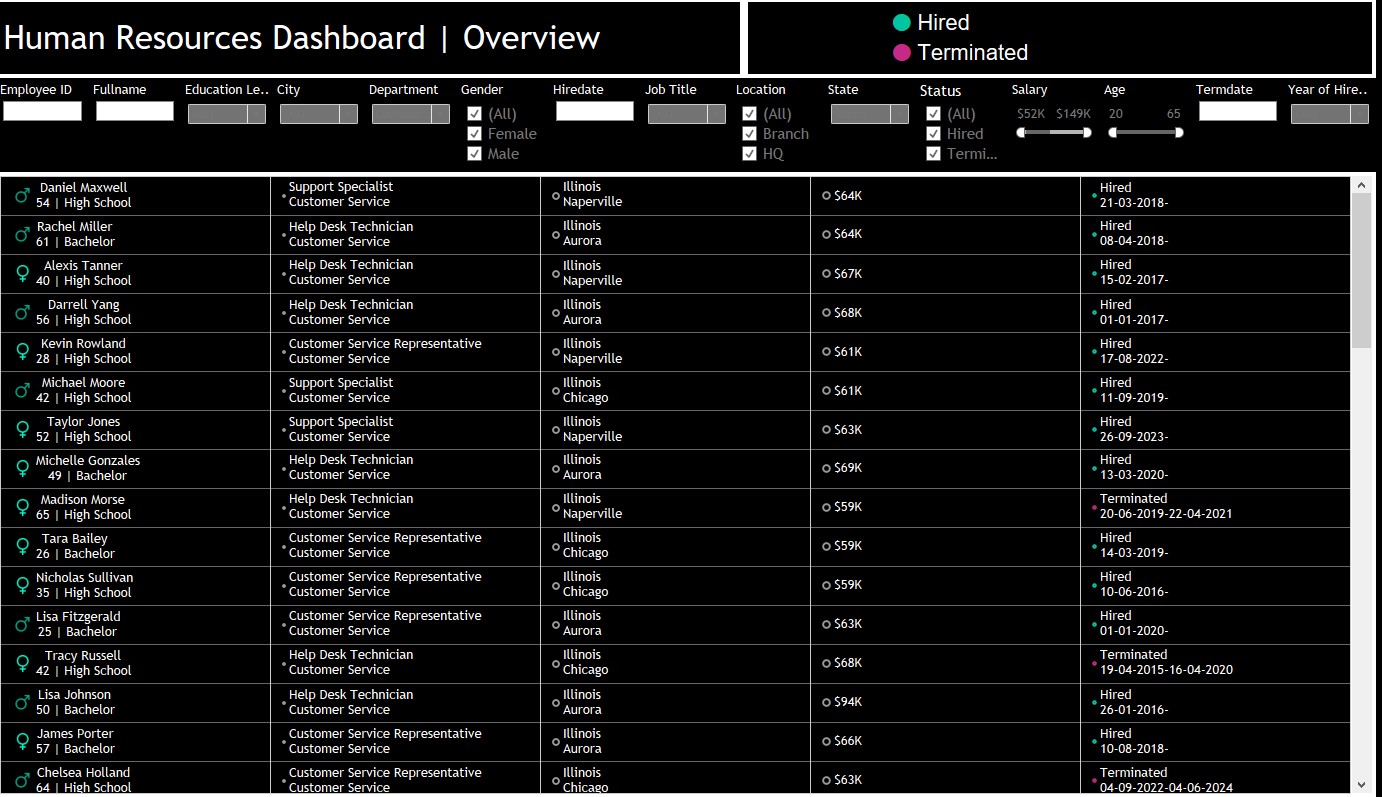 Human Resources Dashboard | Overview
Hired
Terminated
Employee ID Fullname Education Le.. City Department Gender Hiredate Job Title Location State Status Salary Age Termdate Year of Hire..
(All) (All) (All) $52K $149K 20 65
Female Branch Hired
Male HQ Termi...
Daniel Maxwell Support Specialist Illinois $64K Hired
54 | High School Customer Service Naperville 21-03-2018-
Rachel Miller Help Desk Technician Illinois $64K Hired
61 | Bachelor Customer Service Aurora 08-04-2018-
Alexis Tanner Help Desk Technician Illinois $67K Hired
40 | High School Customer Service Naperville 15-02-2017-
Darrell Yang Help Desk Technician Illinois $68K Hired
56 | High School Customer Service Aurora 01-01-2017-
Kevin Rowland Customer Service Representative Illinois $61K Hired
28 | High School Customer Service Naperville 17-08-2022-
Michael Moore Support Specialist Illinois $61K Hired
42 | High School Customer Service Chicago 11-09-2019-
Taylor Jones Support Specialist Illinois $63K Hired
52 | High School Customer Service Naperville 26-09-2023-
Michelle Gonzales Help Desk Technician Illinois $69K Hired
49 | Bachelor Customer Service Aurora 13-03-2020-
Madison Morse Help Desk Technician Illinois $59K Terminated
65 | High School Customer Service Naperville 20-06-2019-22-04-2021
Tara Bailey Customer Service Representative Illinois $59K Hired
26 | Bachelor Customer Service Chicago 14-03-2019-
Nicholas Sullivan Customer Service Representative Illinois $59K Hired
35 | High School Customer Service Chicago 10-06-2016-
Lisa Fitzgerald Customer Service Representative Illinois $63K Hired
25 | Bachelor Customer Service Aurora 01-01-2020-
Tracy Russell Help Desk Technician Illinois $68K Terminated
42 | High School Customer Service Chicago 19-04-2015-16-04-2020
Lisa Johnson Help Desk Technician Illinois $94K Hired
50 | Bachelor Customer Service Aurora 26-01-2016-
James Porter Customer Service Representative Illinois $66K Hired
57 | Bachelor Customer Service Aurora 10-08-2018-
Chelsea Holland Customer Service Representative Illinois $63K Terminated
64 | High School Customer Service Chicago 04-09-2022-04-06-2024